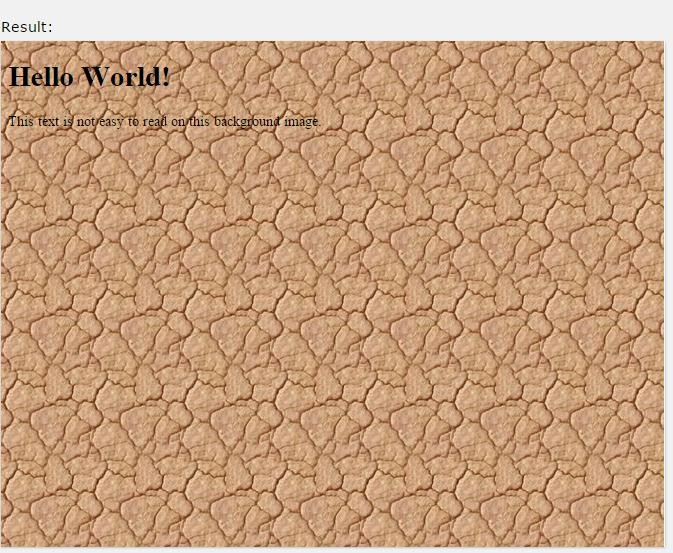 Result:
Hello World!
This text is not easy to read on this background image.